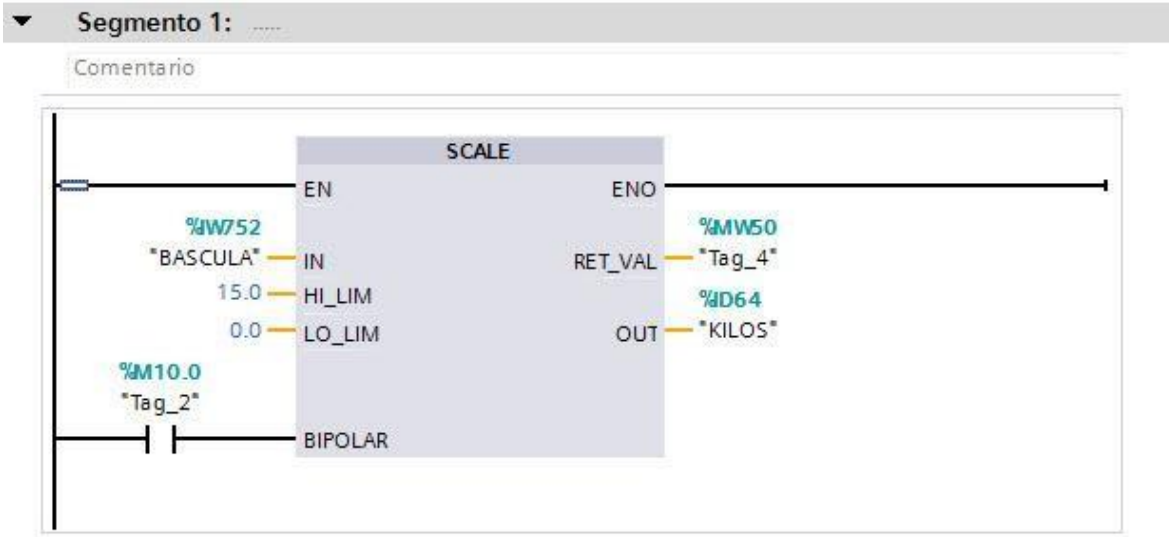 Segmento 1: .....
Comentario
SCALE
EN ENO
%IW752 %MW50
"BASCULA" IN RET_VAL "Tag_4"
15.0 HI_LIM %ID64
0.0 LO_LIM OUT "KILOS"
%M10.0
"Tag_2"
BIPOLAR